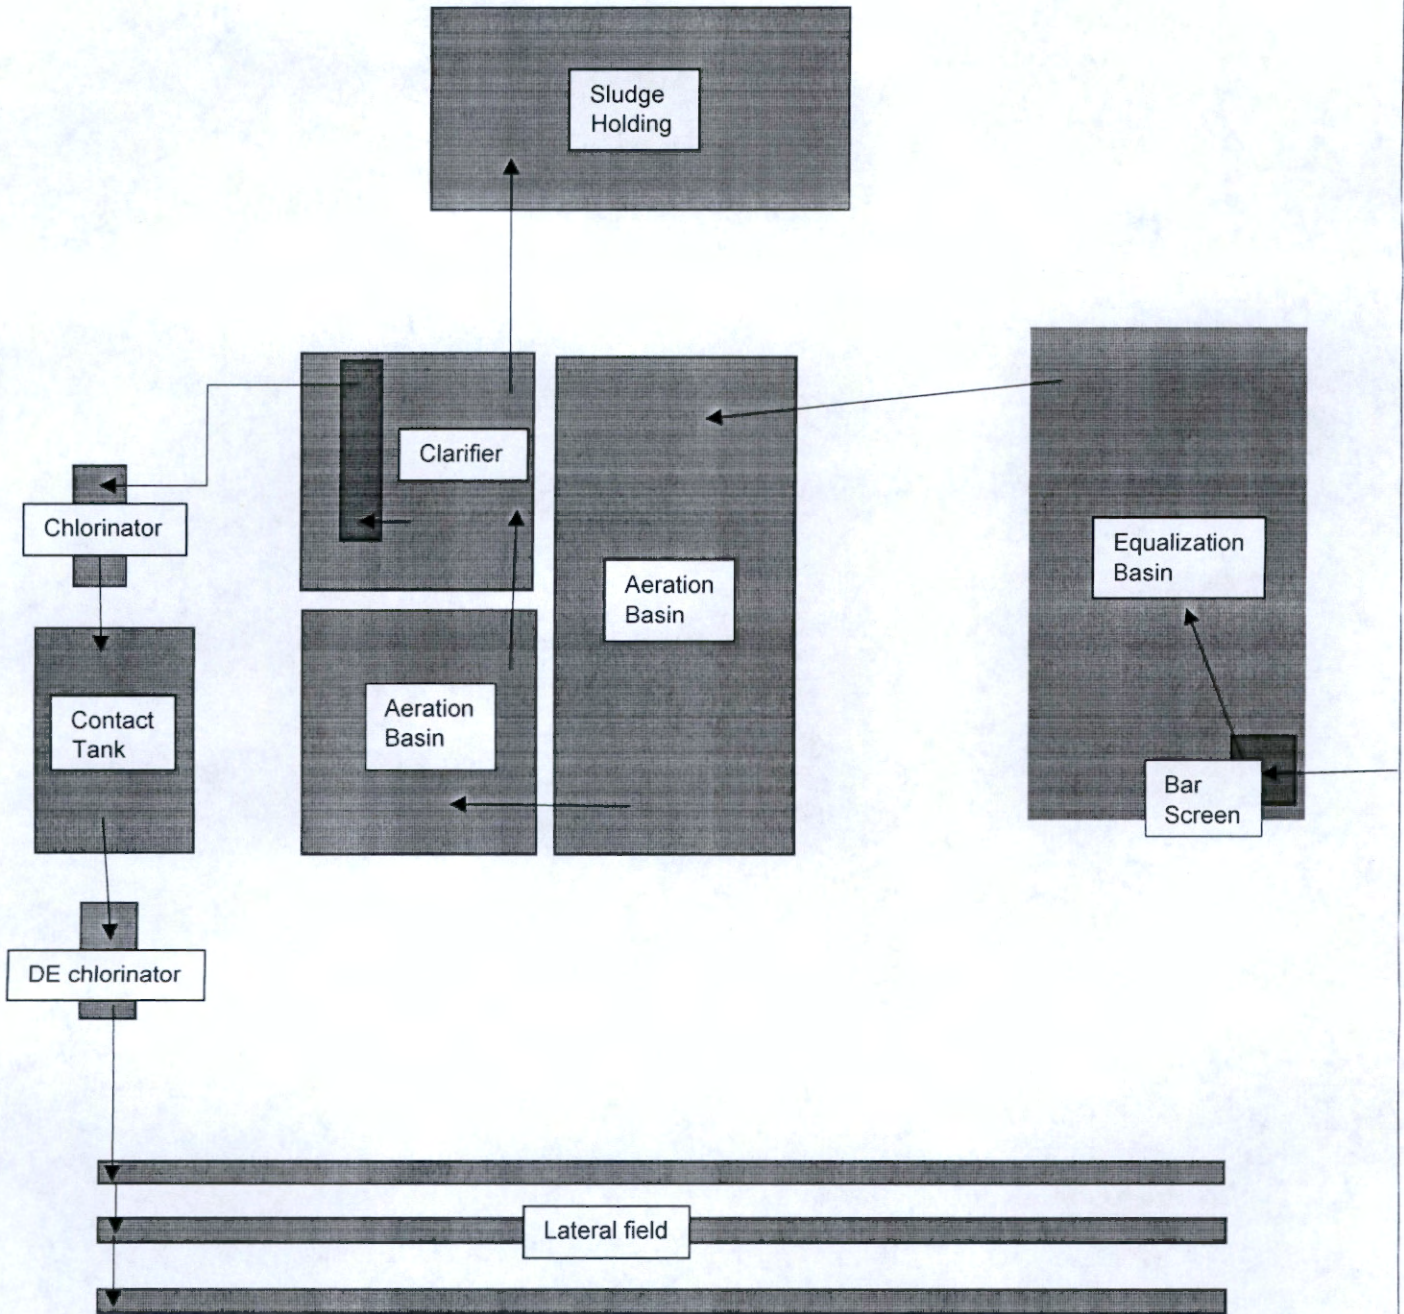 Sludge
Holding
Clarifier
Chlorinator
Equalization
Basin
Aeration
Basin
Aeration
Basin
Contact
Tank
Bar
Screen
DE chlorinator
Lateral field